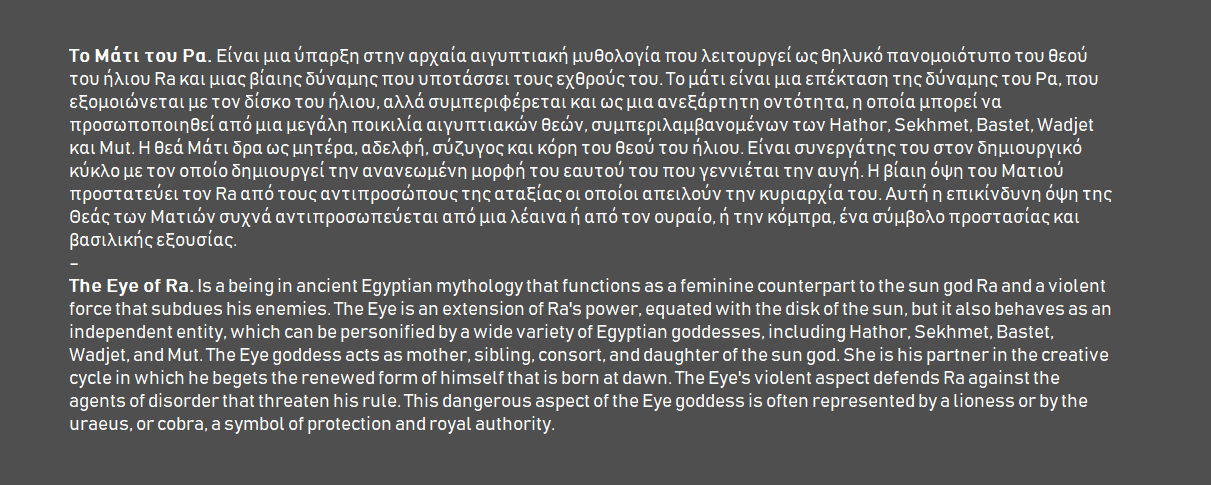 Το Μάτι του Ρα. Είναι μια ύπαρξη στην αρχαία αιγυπτιακή μυθολογία που λειτουργεί ως θηλυκό πανομοιότυπο του θεού
του ήλιου Ra και μιας βίαιης δύναμης που υποτάσσει τους εχθρούς του. Το μάτι είναι μια επέκταση της δύναμης του Ρα, που
εξομοιώνεται με τον δίσκο του ήλιου, αλλά συμπεριφέρεται και ως μια ανεξάρτητη οντότητα, η οποία μπορεί να
προσωποποιηθεί από μια μεγάλη ποικιλία αιγυπτιακών θεών, συμπεριλαμβανομένων των Hathor, Sekhmet, Bastet, Wadjet
και Mut. Η θεά Μάτι δρα ως μητέρα, αδελφή, σύζυγος και κόρη του θεού του ήλιου. Είναι συνεργάτης του στον δημιουργικό
κύκλο με τον οποίο δημιουργεί την ανανεωμένη μορφή του εαυτού του που γεννιέται την αυγή. Η βίαιη όψη του Ματιού
προστατεύει τον Ra από τους αντιπροσώπους της αταξίας οι οποίοι απειλούν την κυριαρχία του. Αυτή η επικίνδυνη όψη της
Θεάς των Ματιών συχνά αντιπροσωπεύεται από μια λέαινα ή από τον ουραίο, ή την κόμπρα, ένα σύμβολο προστασίας και
βασιλικής εξουσίας.
–
The Eye of Ra. Is a being in ancient Egyptian mythology that functions as a feminine counterpart to the sun god Ra and a violent
force that subdues his enemies. The Eye is an extension of Ra's power, equated with the disk of the sun, but it also behaves as an
independent entity, which can be personified by a wide variety of Egyptian goddesses, including Hathor, Sekhmet, Bastet,
Wadjet, and Mut. The Eye goddess acts as mother, sibling, consort, and daughter of the sun god. She is his partner in the creative
cycle in which he begets the renewed form of himself that is born at dawn. The Eye's violent aspect defends Ra against the
agents of disorder that threaten his rule. This dangerous aspect of the Eye goddess is often represented by a lioness or by the
uraeus, or cobra, a symbol of protection and royal authority.